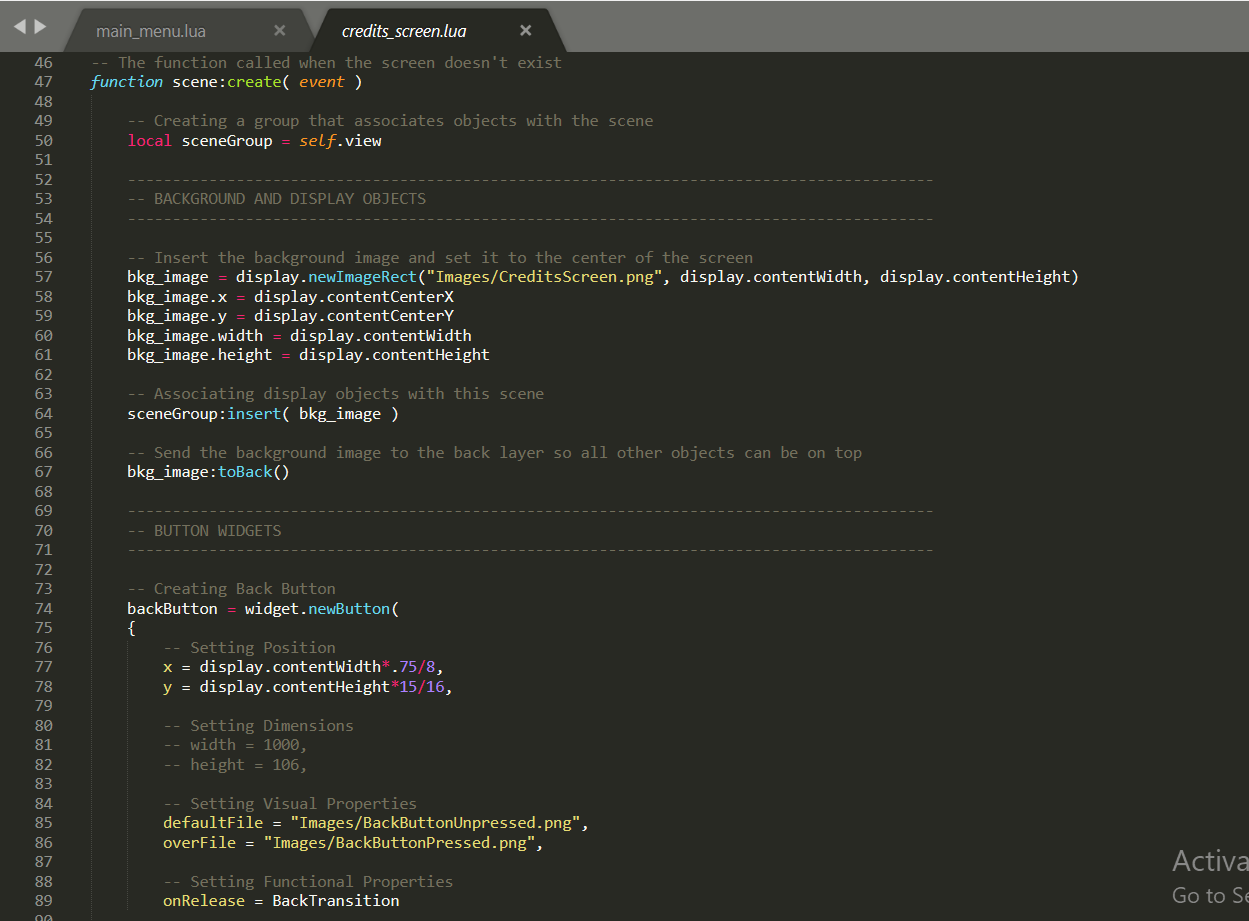 main_menu.lua × credits_screen.lua ×
46 -- The function called when the screen doesn't exist
47 function scene:create( event )
48
49 -- Creating a group that associates objects with the scene
50 local sceneGroup = self.view
51
52 -----------------------------------------------------------------------------------------
53 -- BACKGROUND AND DISPLAY OBJECTS
54 -----------------------------------------------------------------------------------------
55
56 -- Insert the background image and set it to the center of the screen
57 bkg_image = display.newImageRect("Images/CreditsScreen.png", display.contentWidth, display.contentHeight)
58 bkg_image.x = display.contentCenterX
59 bkg_image.y = display.contentCenterY
60 bkg_image.width = display.contentWidth
61 bkg_image.height = display.contentHeight
62
63 -- Associating display objects with this scene
64 sceneGroup:insert( bkg_image )
65
66 -- Send the background image to the back layer so all other objects can be on top
67 bkg_image:toBack()
68
69 -----------------------------------------------------------------------------------------
70 -- BUTTON WIDGETS
71 -----------------------------------------------------------------------------------------
72
73 -- Creating Back Button
74 backButton = widget.newButton(
75 {
76 -- Setting Position
77 x = display.contentWidth*.75/8,
78 y = display.contentHeight*15/16,
79
80 -- Setting Dimensions
81 -- width = 1000,
82 -- height = 106,
83
84 -- Setting Visual Properties
85 defaultFile = "Images/BackButtonUnpressed.png",
86 overFile = "Images/BackButtonPressed.png",
87
88 -- Setting Functional Properties
89 onRelease = BackTransition
90
Activa
Go to Se